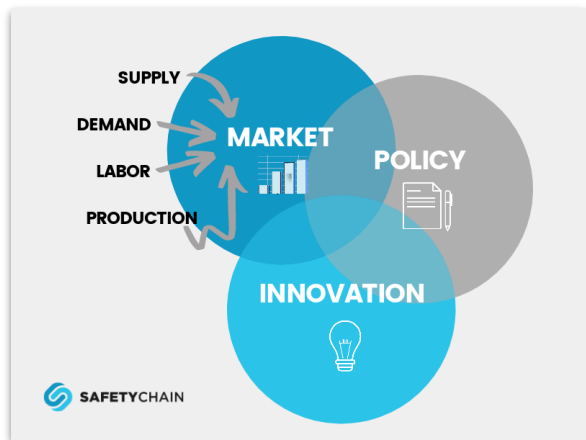 SUPPLY
DEMAND
MARKET
LABOR
POLICY
PRODUCTION
INNOVATION
SAFETYCHAIN